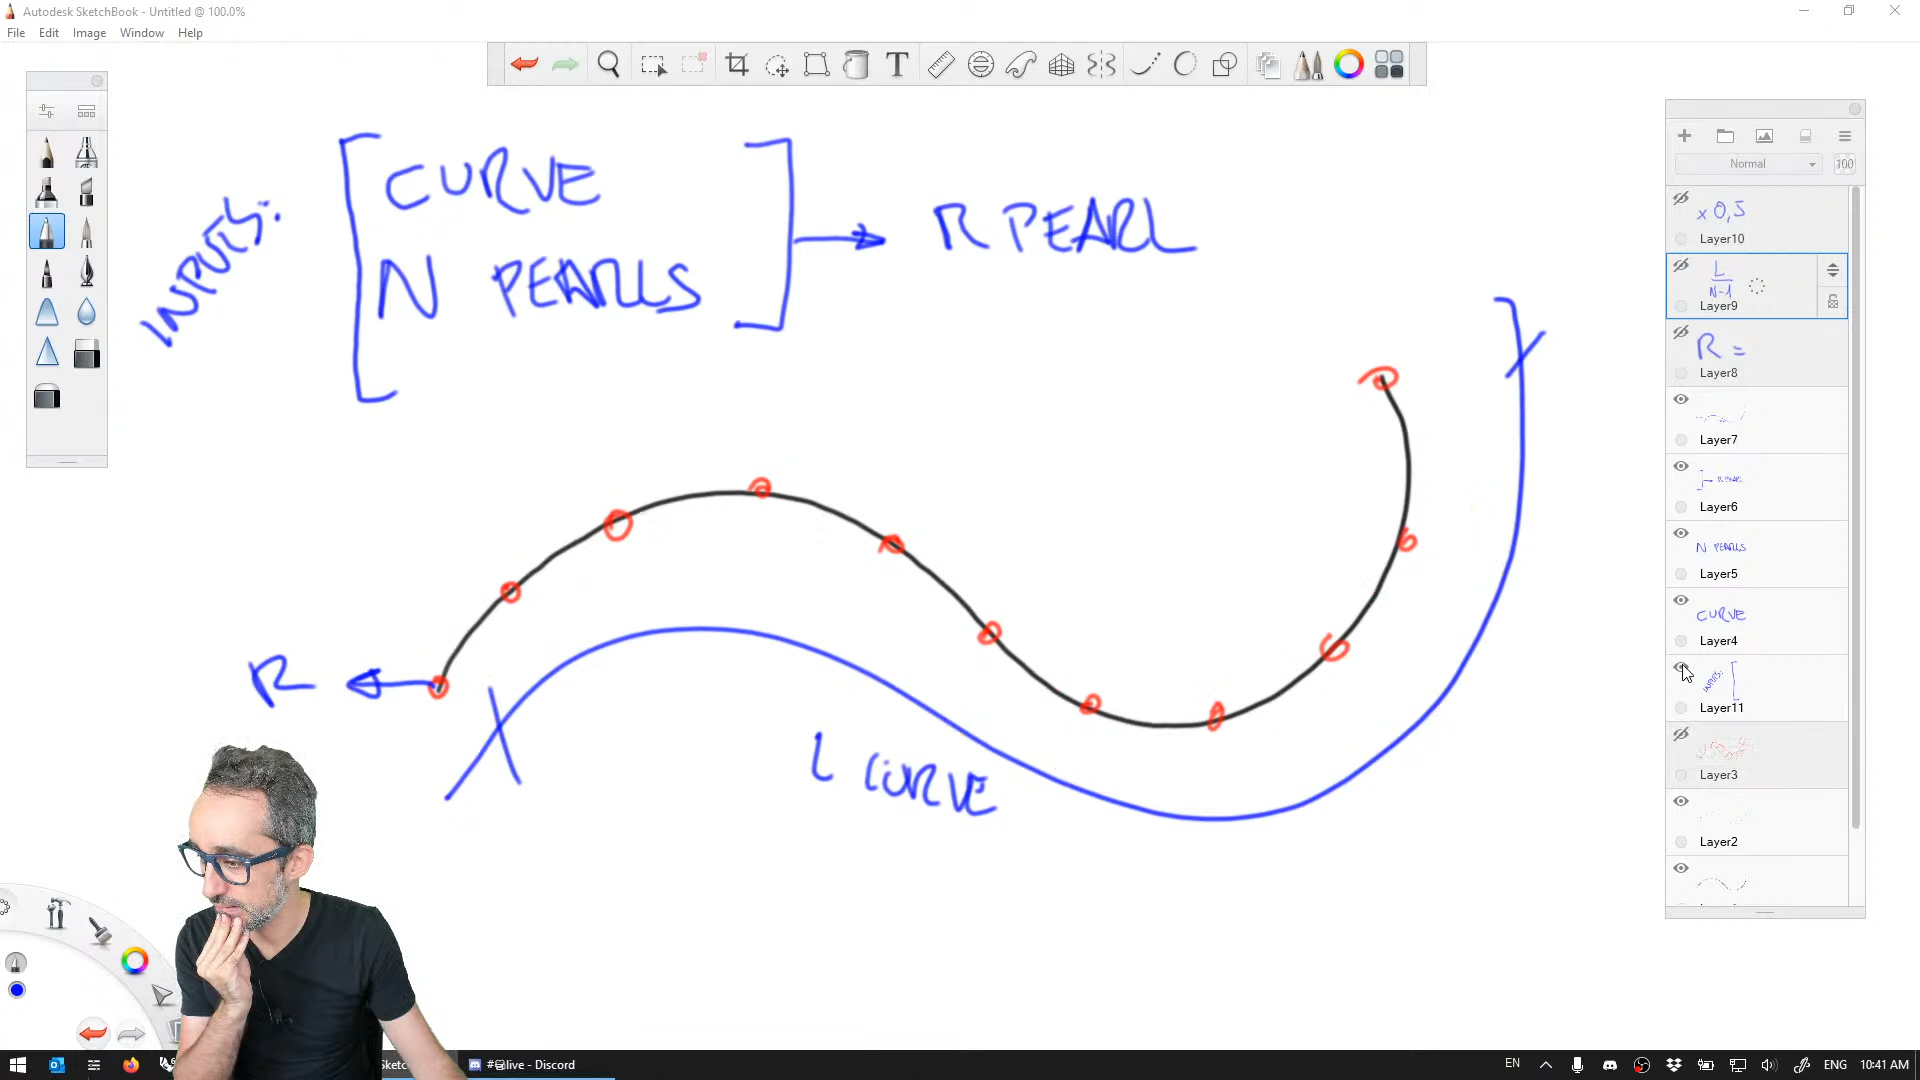 Autodesk SketchBook - Untitled @ 100.0%
File Edit Image Window Help
INPUTS:
CURVE
N PEARLS
R PEARL
R
L CURVE
Normal
100
x 0,5
Layer10
L
N-1
Layer9
R =
Layer8
Layer7
R PEARL
Layer6
N PEARLS
Layer5
CURVE
Layer4
INPUTS:
Layer11
Layer3
Layer2
#live - Discord
EN
ENG
10:41 AM